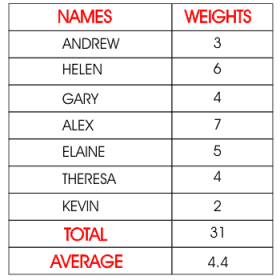 NAMES WEIGHTS
ANDREW 3
HELEN 6
GARY 4
ALEX 7
ELAINE 5
THERESA 4
KEVIN 2
TOTAL 31
AVERAGE 4.4